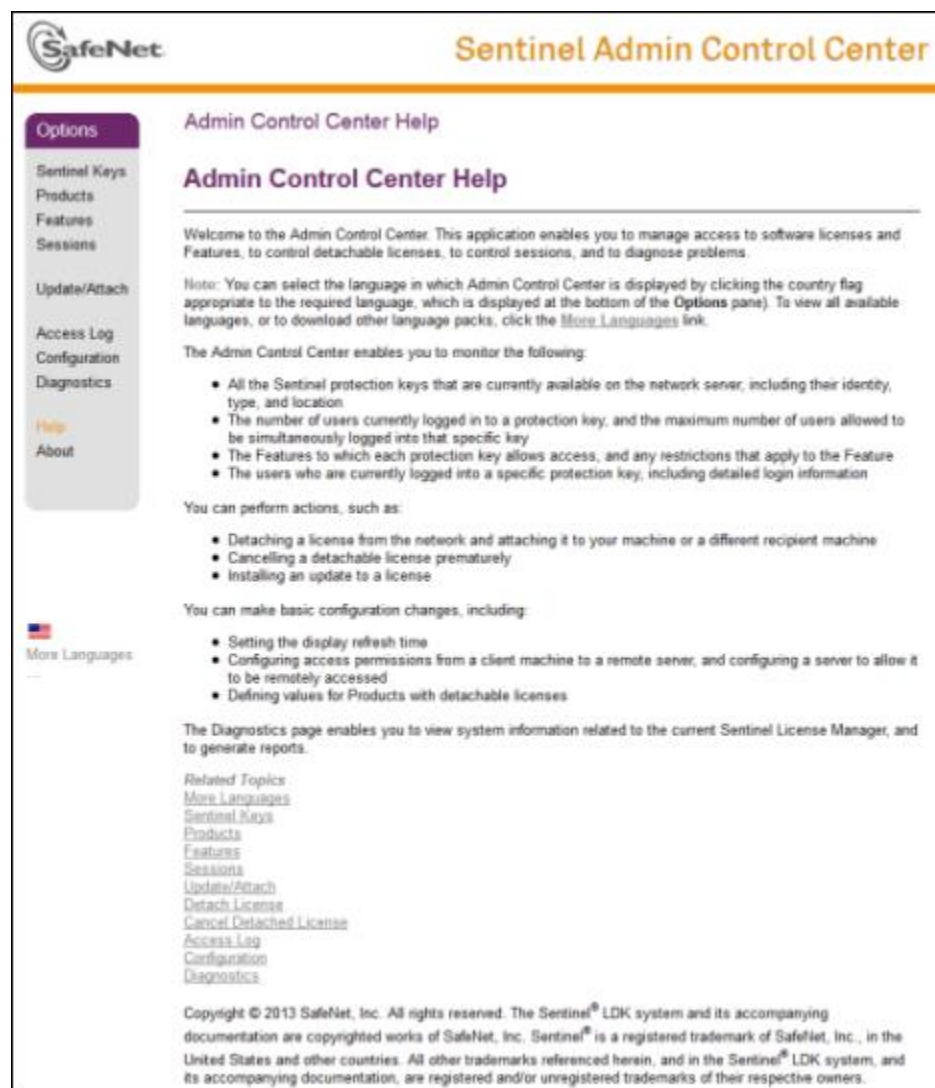 SafeNet.
Sentinel Admin Control Center
Options
Sentinel Keys
Products
Features
Sessions
Update/Attach
Access Log
Configuration
Diagnostics
Help
About
More Languages
....
Admin Control Center Help
Admin Control Center Help
Welcome to the Admin Control Center. This application enables you to manage access to software licenses and
Features, to control detachable licenses, to control sessions, and to diagnose problems.
Note: You can select the language in which Admin Control Center is displayed by clicking the country flag
appropriate to the required language, which is displayed at the bottom of the Options pane). To view all available
languages, or to download other language packs, click the More Languages link.
The Admin Control Center enables you to monitor the following:
• All the Sentinel protection keys that are currently available on the network server, including their identity,
type, and location
• The number of users currently logged in to a protection key, and the maximum number of users allowed to
be simultaneously logged into that specific key
• The Features to which each protection key allows access, and any restrictions that apply to the Feature
• The users who are currently logged into a specific protection key, including detailed login information
You can perform actions, such as:
• Detaching a license from the network and attaching it to your machine or a different recipient machine
• Cancelling a detachable license prematurely
• Installing an update to a license
You can make basic configuration changes, including:
• Setting the display refresh time
• Configuring access permissions from a client machine to a remote server, and configuring a server to allow it
to be remotely accessed
• Defining values for Products with detachable licenses
The Diagnostics page enables you to view system information related to the current Sentinel License Manager, and
to generate reports.
Related Topics
More Languages
Sentinel Keys
Products
Features
Sessions
Update/Attach
Detach License
Cancel Detached License
Access Log
Configuration
Diagnostics
Copyright © 2013 SafeNet, Inc. All rights reserved. The Sentinel® LDK system and its accompanying
documentation are copyrighted works of SafeNet, Inc. Sentinel® is a registered trademark of SafeNet, Inc., in the
United States and other countries. All other trademarks referenced herein, and in the Sentinel® LDK system, and
its accompanying documentation, are registered and/or unregistered trademarks of their respective owners.